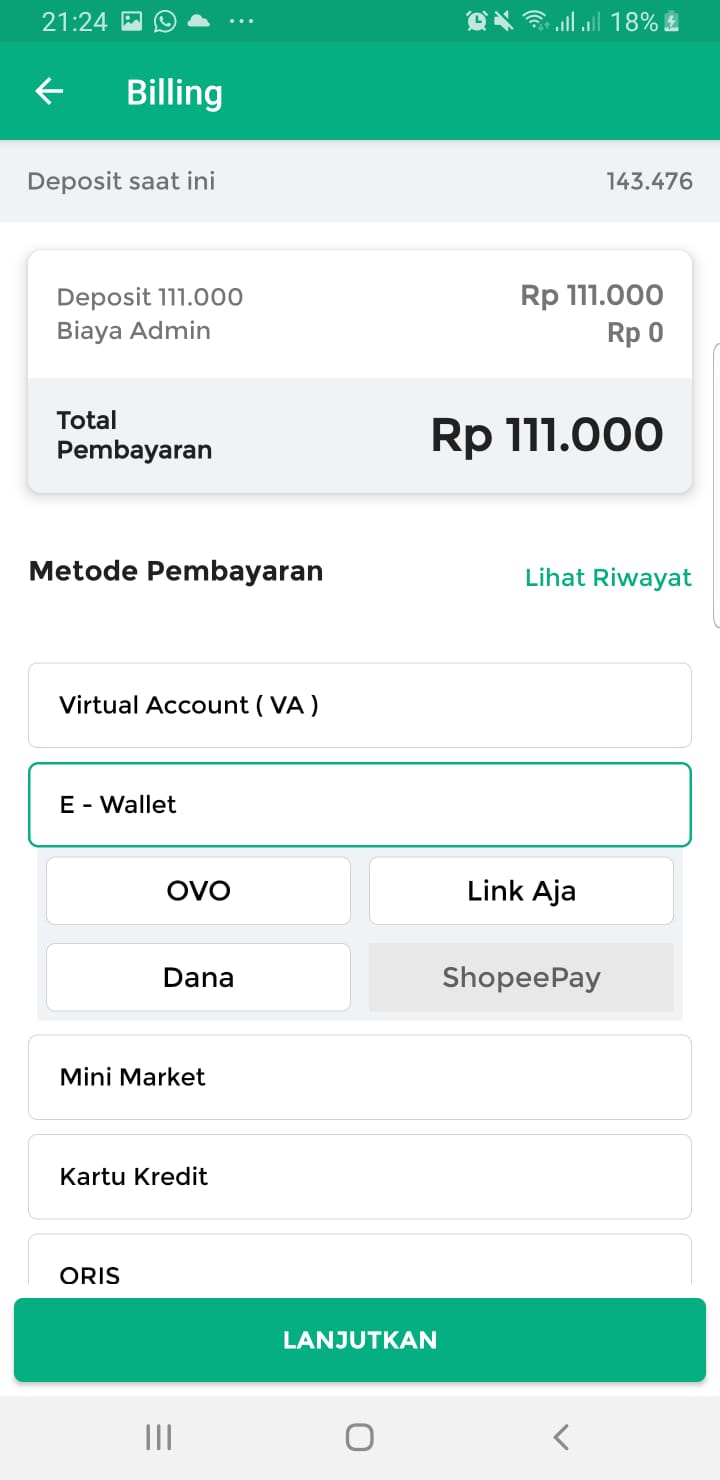 21:24 ... 18%
Billing
Deposit saat ini 143.476
Deposit 111.000 Rp 111.000
Biaya Admin Rp 0
Total
Pembayaran Rp 111.000
Metode Pembayaran Lihat Riwayat
Virtual Account ( VA )
E - Wallet
OVO Link Aja
Dana ShopeePay
Mini Market
Kartu Kredit
QRIS
LANJUTKAN